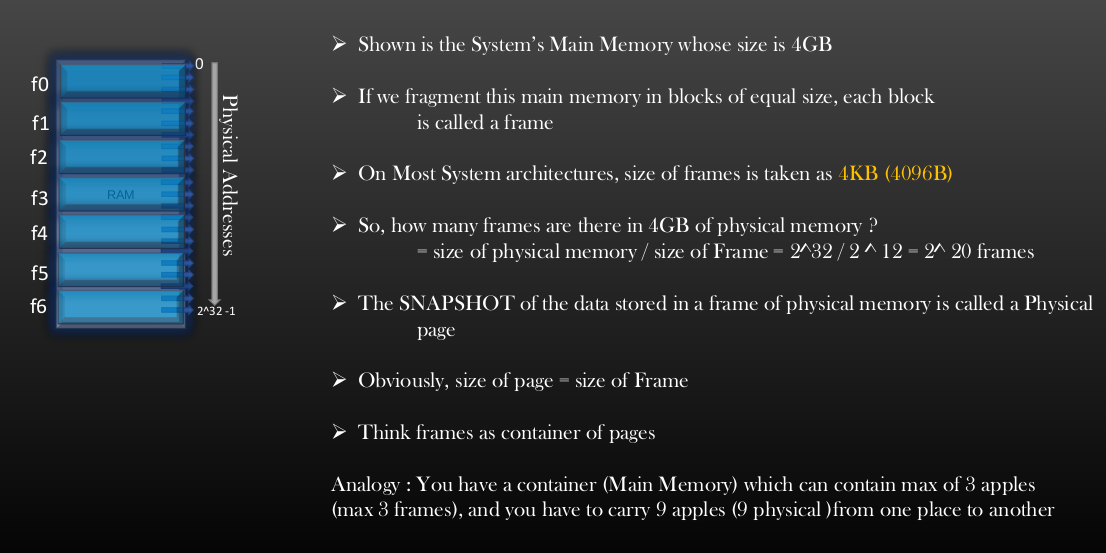 f0
f1
f2
f3
f4
f5
f6
RAM
0
Physical Addresses
2^32 -1
➢ Shown is the System’s Main Memory whose size is 4GB
➢ If we fragment this main memory in blocks of equal size, each block
is called a frame
➢ On Most System architectures, size of frames is taken as 4KB (4096B)
➢ So, how many frames are there in 4GB of physical memory ?
= size of physical memory / size of Frame = 2^32 / 2 ^ 12 = 2^ 20 frames
➢ The SNAPSHOT of the data stored in a frame of physical memory is called a Physical
page
➢ Obviously, size of page = size of Frame
➢ Think frames as container of pages
Analogy : You have a container (Main Memory) which can contain max of 3 apples
(max 3 frames), and you have to carry 9 apples (9 physical )from one place to another